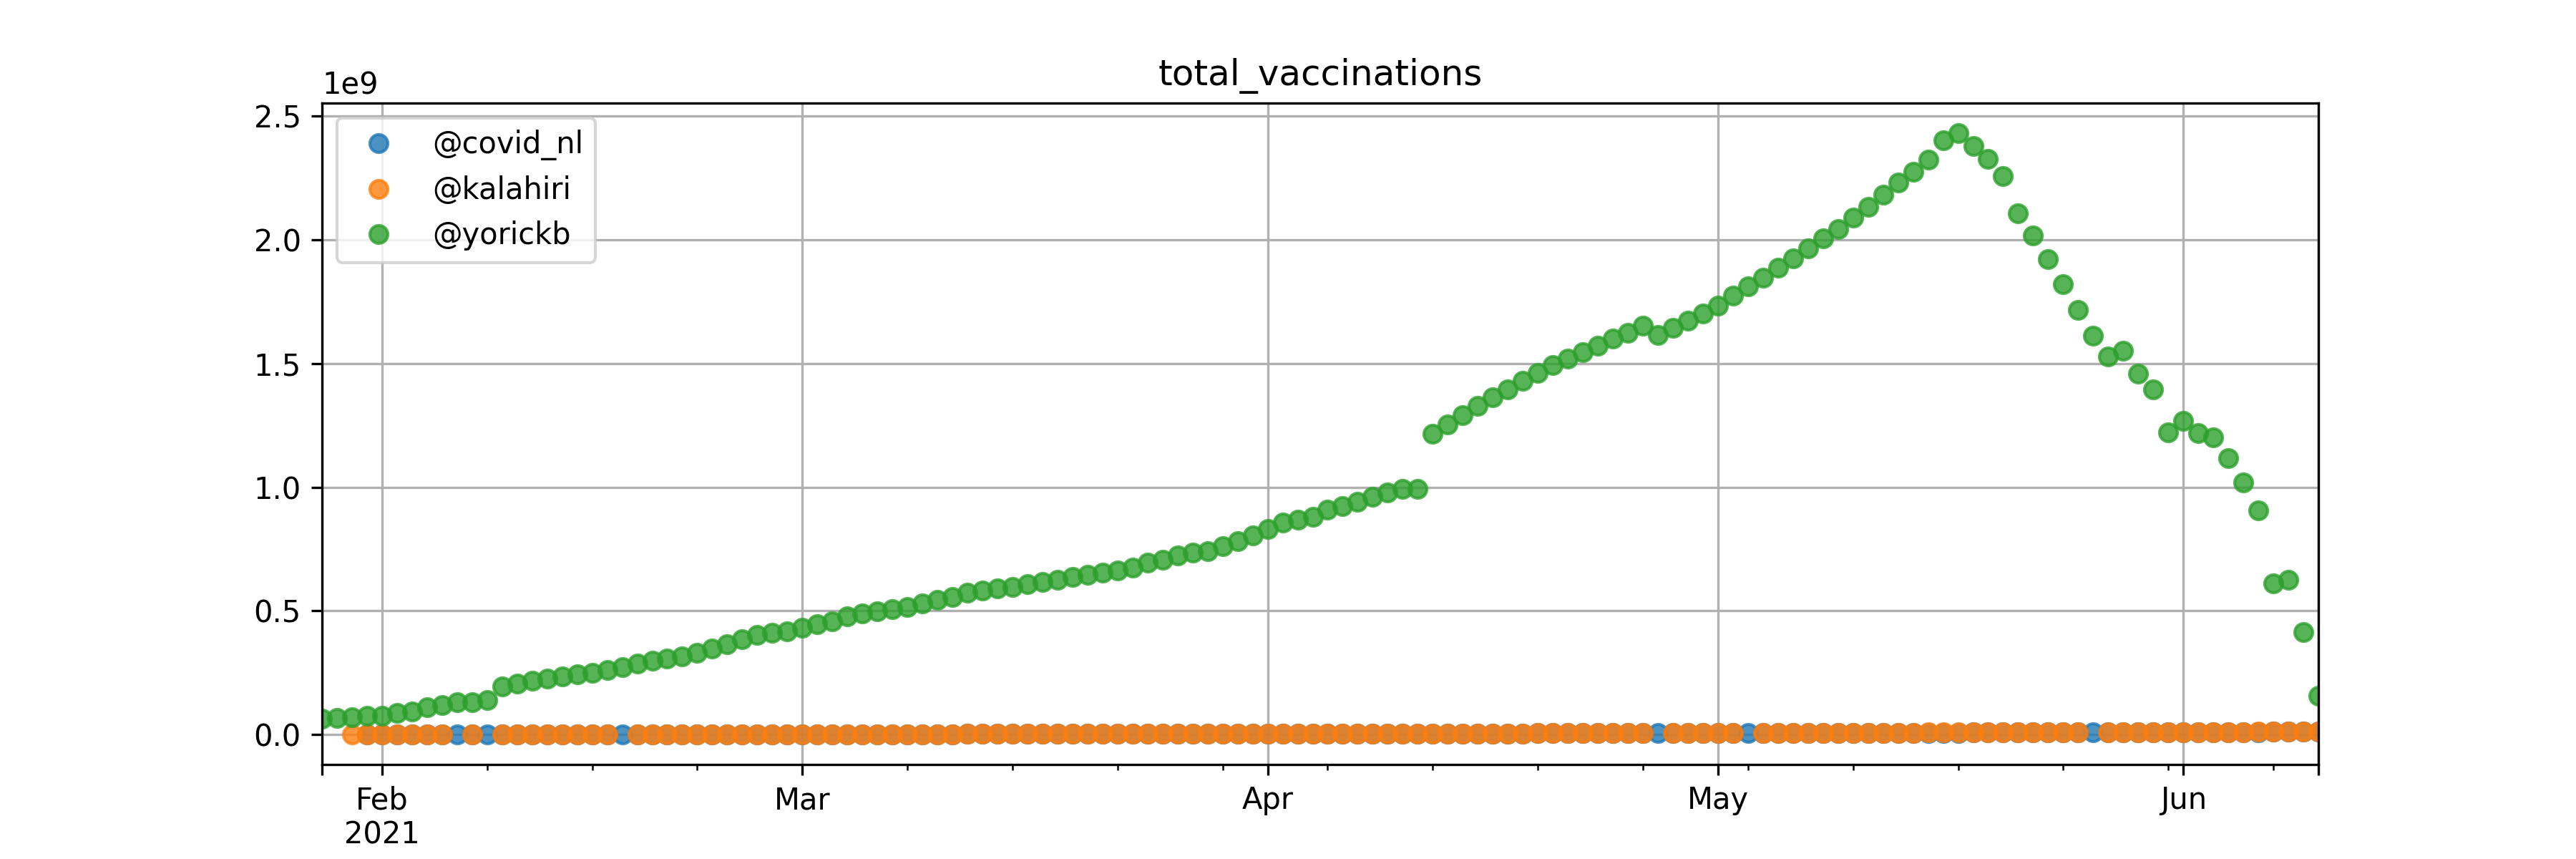 total_vaccinations
1e9
2.5
2.0
1.5
1.0
0.5
0.0
@covid_nl
@kalahiri
@yorickb
Feb
2021
Mar
Apr
May
Jun